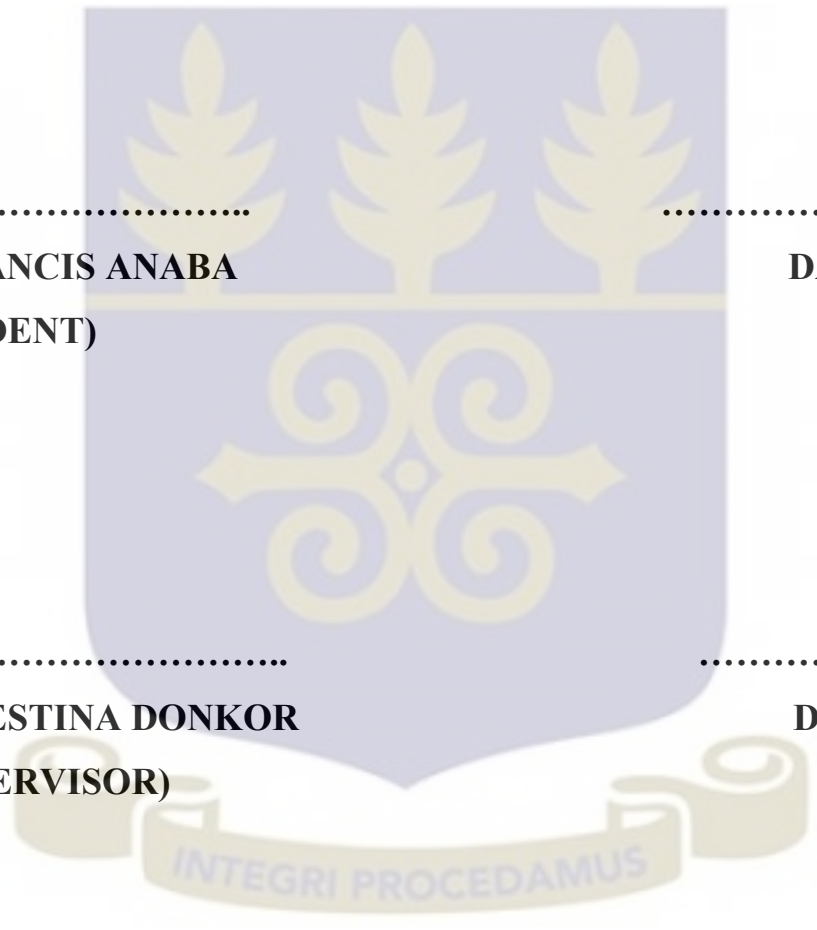 ........................ ................
ANCIS ANABA DA
DENT)
........................ ................
ESTINA DONKOR D
ERVISOR)
INTEGRI PROCEDAMUS